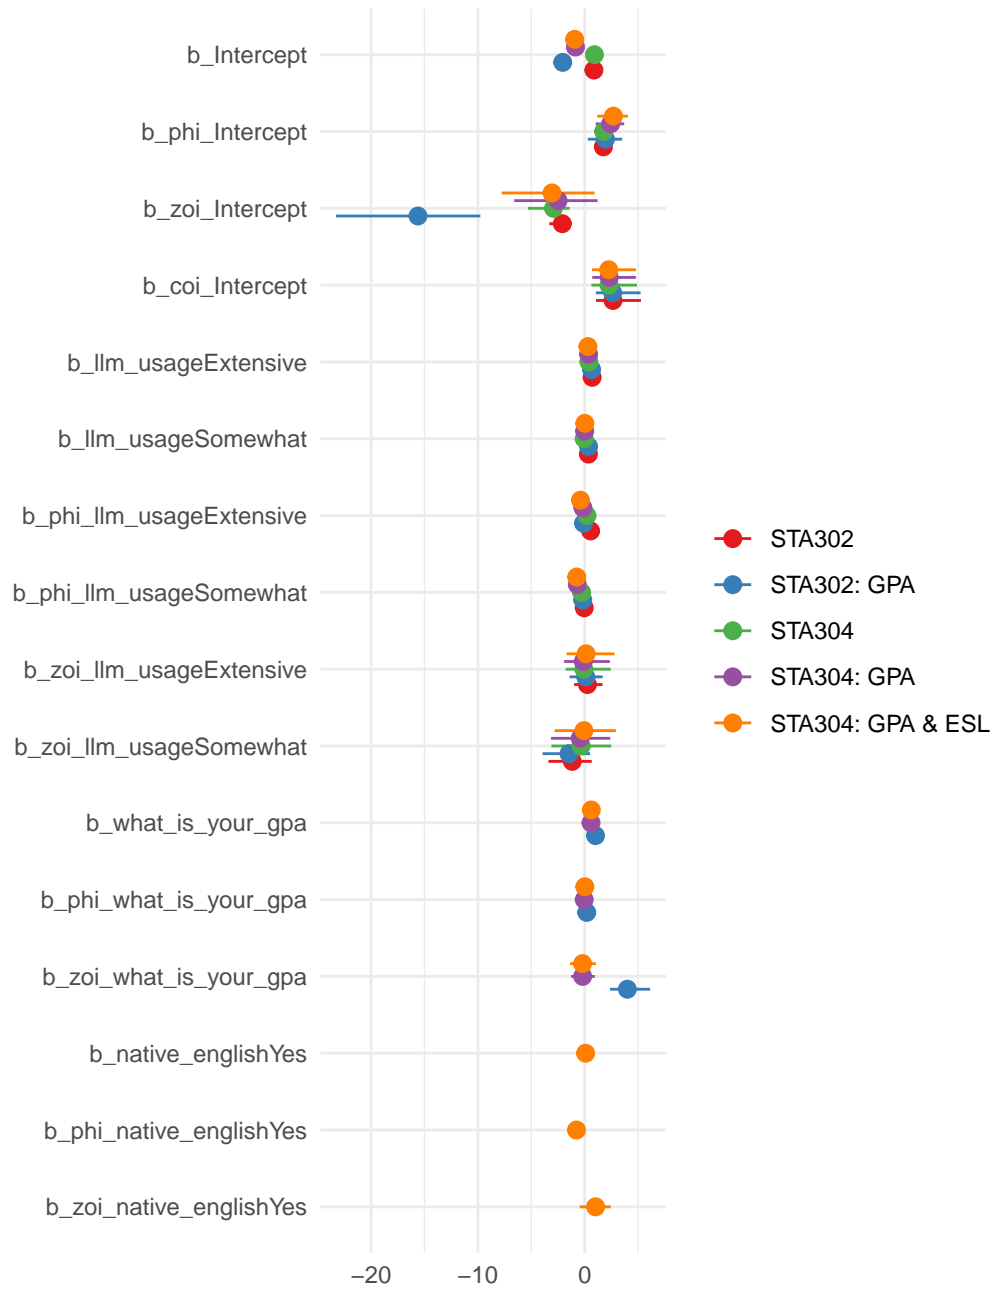 b_Intercept
b_phi_Intercept
b_zoi_Intercept
b_coi_Intercept
b_llm_usageExtensive
b_llm_usageSomewhat
b_phi_llm_usageExtensive
b_phi_llm_usageSomewhat
b_zoi_llm_usageExtensive
b_zoi_llm_usageSomewhat
b_what_is_your_gpa
b_phi_what_is_your_gpa
b_zoi_what_is_your_gpa
b_native_englishYes
b_phi_native_englishYes
b_zoi_native_englishYes
−20 −10 0
STA302
STA302: GPA
STA304
STA304: GPA
STA304: GPA & ESL